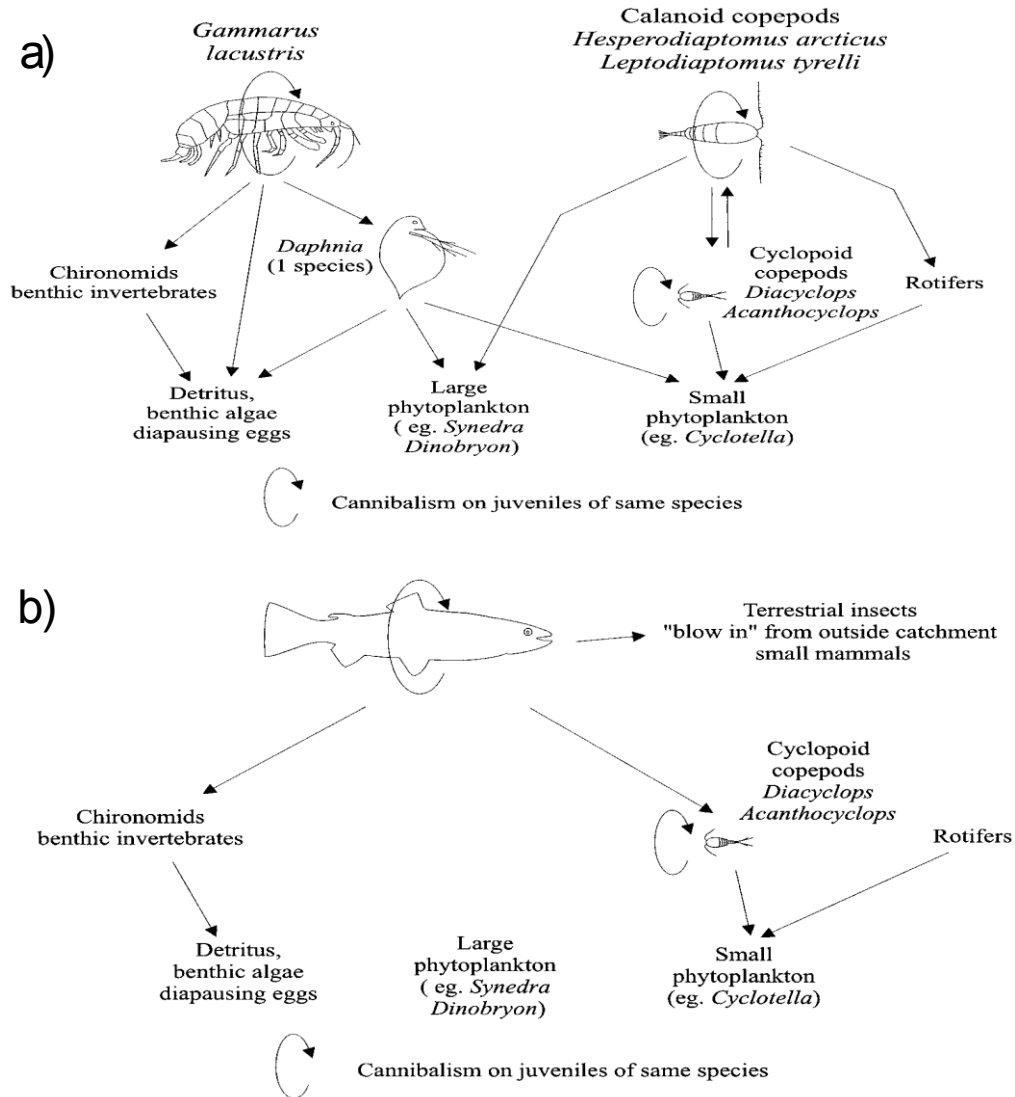 a)
Gammarus
lacustris
Calanoid copepods
Hesperodiaptomus arcticus
Leptodiaptomus tyrelli
Daphnia
(1 species)
Chironomids
benthic invertebrates
Cyclopoid
copepods
Diacyclops
Acanthocyclops
Rotifers
Detritus,
benthic algae
diapausing eggs
Large
phytoplankton
( eg. Synedra
Dinobryon)
Small
phytoplankton
(eg. Cyclotella)
Cannibalism on juveniles of same species
b)
Terrestrial insects
"blow in" from outside catchment
small mammals
Chironomids
benthic invertebrates
Cyclopoid
copepods
Diacyclops
Acanthocyclops
Rotifers
Detritus,
benthic algae
diapausing eggs
Large
phytoplankton
( eg. Synedra
Dinobryon)
Small
phytoplankton
(eg. Cyclotella)
Cannibalism on juveniles of same species